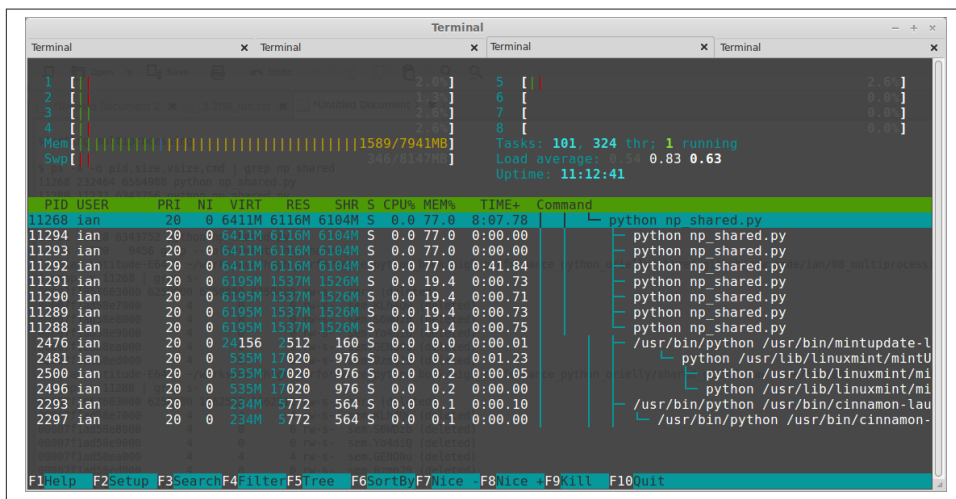 Terminal
Terminal × Terminal × Terminal × Terminal ×
1 [|| 2.0%] 5 [|| 2.6%]
2 [|| 1.3%] 6 [ 0.0%]
3 [|| 2.6%] 7 [ 0.0%]
4 [|| 2.6%] 8 [ 0.0%]
Mem[ 1589/7941MB] Tasks: 101, 324 thr; 1 running
Swp[ 346/8147MB] Load average: 0.54 0.83 0.63
Uptime: 11:12:41
PID USER PRI NI VIRT RES SHR S CPU% MEM% TIME+ Command
11268 ian 20 0 6411M 6116M 6104M S 0.0 77.0 8:07.78 python np_shared.py
11294 ian 20 0 6411M 6116M 6104M S 0.0 77.0 0:00.00 python np_shared.py
11293 ian 20 0 6411M 6116M 6104M S 0.0 77.0 0:00.00 python np_shared.py
11292 ian 20 0 6411M 6116M 6104M S 0.0 77.0 0:41.84 python np_shared.py
11291 ian 20 0 6195M 1537M 1526M S 0.0 19.4 0:00.73 python np_shared.py
11290 ian 20 0 6195M 1537M 1526M S 0.0 19.4 0:00.71 python np_shared.py
11289 ian 20 0 6195M 1537M 1526M S 0.0 19.4 0:00.73 python np_shared.py
11288 ian 20 0 6195M 1537M 1526M S 0.0 19.4 0:00.75 python np_shared.py
2476 ian 20 0 24156 2512 160 S 0.0 0.0 0:00.01 /usr/bin/python /usr/bin/mintupdate-l
2481 ian 20 0 535M 17020 976 S 0.0 0.2 0:01.23 python /usr/lib/linuxmint/mintU
2500 ian 20 0 535M 17020 976 S 0.0 0.2 0:00.05 python /usr/lib/linuxmint/mi
2496 ian 20 0 535M 17020 976 S 0.0 0.2 0:00.00 python /usr/lib/linuxmint/mi
2293 ian 20 0 234M 5772 564 S 0.0 0.1 0:00.10 /usr/bin/python /usr/bin/cinnamon-lau
2297 ian 20 0 234M 5772 564 S 0.0 0.1 0:00.00 /usr/bin/python /usr/bin/cinnamon-
F1Help F2Setup F3SearchF4FilterF5Tree F6SortByF7Nice -F8Nice +F9Kill F10Quit